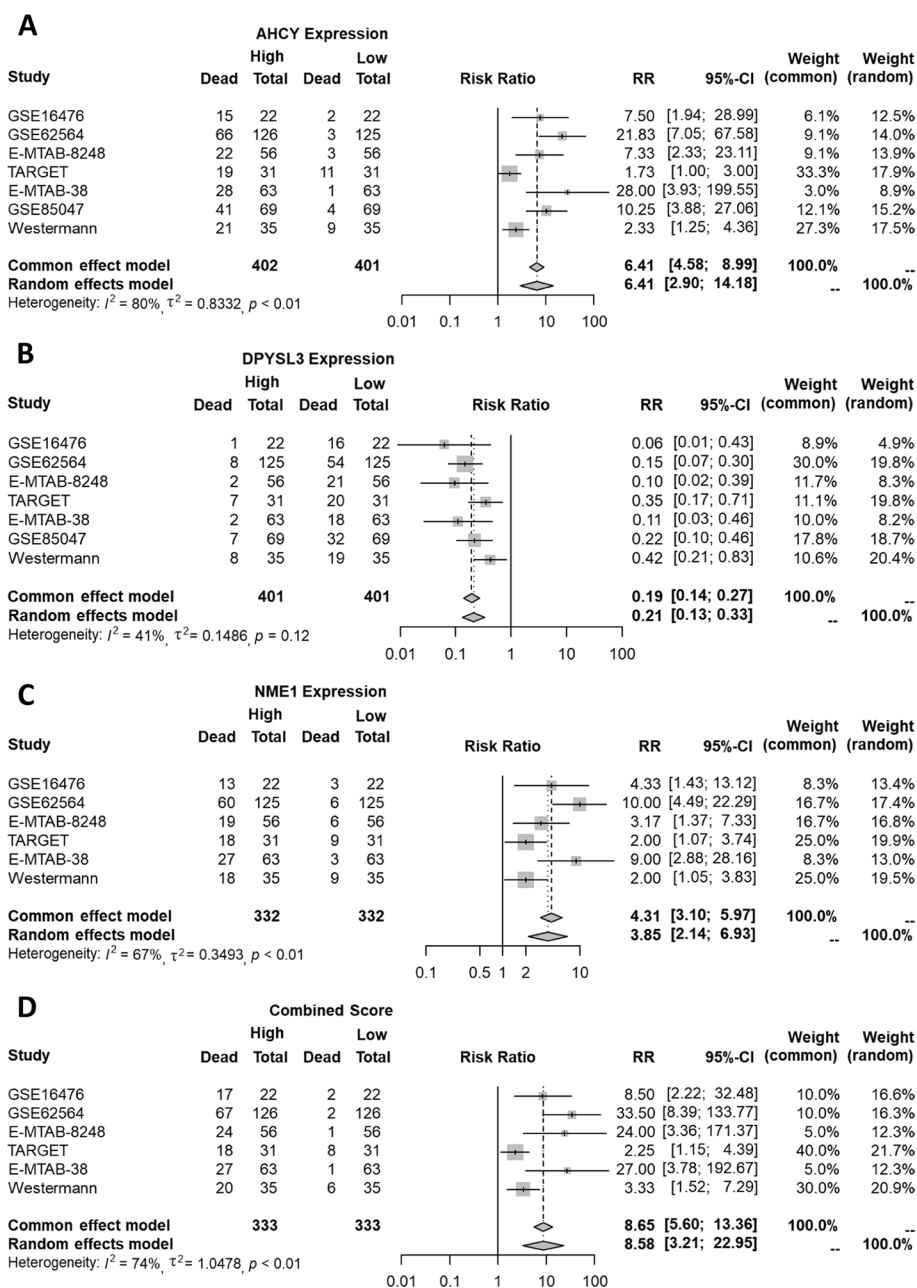 A
AHCY Expression
High Low Weight Weight
Study Dead Total Dead Total Risk Ratio RR 95%-CI (common) (random)
GSE16476 15 22 2 22 7.50 [1.94; 28.99] 6.1% 12.5%
GSE62564 66 126 3 125 21.83 [7.05; 67.58] 9.1% 14.0%
E-MTAB-8248 22 56 3 56 7.33 [2.33; 23.11] 9.1% 13.9%
TARGET 19 31 11 31 1.73 [1.00; 3.00] 33.3% 17.9%
E-MTAB-38 28 63 1 63 28.00 [3.93; 199.55] 3.0% 8.9%
GSE85047 41 69 4 69 10.25 [3.88; 27.06] 12.1% 15.2%
Westermann 21 35 9 35 2.33 [1.25; 4.36] 27.3% 17.5%
Common effect model 402 401 6.41 [4.58; 8.99] 100.0% --
Random effects model 6.41 [2.90; 14.18] -- 100.0%
Heterogeneity: I² = 80%, τ² = 0.8332, p < 0.01
0.01 0.1 1 10 100
B
DPYSL3 Expression
High Low Weight Weight
Study Dead Total Dead Total Risk Ratio RR 95%-CI (common) (random)
GSE16476 1 22 16 22 0.06 [0.01; 0.43] 8.9% 4.9%
GSE62564 8 125 54 125 0.15 [0.07; 0.30] 30.0% 19.8%
E-MTAB-8248 2 56 21 56 0.10 [0.02; 0.39] 11.7% 8.3%
TARGET 7 31 20 31 0.35 [0.17; 0.71] 11.1% 19.8%
E-MTAB-38 2 63 18 63 0.11 [0.03; 0.46] 10.0% 8.2%
GSE85047 7 69 32 69 0.22 [0.10; 0.46] 17.8% 18.7%
Westermann 8 35 19 35 0.42 [0.21; 0.83] 10.6% 20.4%
Common effect model 401 401 0.19 [0.14; 0.27] 100.0% --
Random effects model 0.21 [0.13; 0.33] -- 100.0%
Heterogeneity: I² = 41%, τ² = 0.1486, p = 0.12
0.01 0.1 1 10 100
C
NME1 Expression
High Low Weight Weight
Study Dead Total Dead Total Risk Ratio RR 95%-CI (common) (random)
GSE16476 13 22 3 22 4.33 [1.43; 13.12] 8.3% 13.4%
GSE62564 60 125 6 125 10.00 [4.49; 22.29] 16.7% 17.4%
E-MTAB-8248 19 56 6 56 3.17 [1.37; 7.33] 16.7% 16.8%
TARGET 18 31 9 31 2.00 [1.07; 3.74] 25.0% 19.9%
E-MTAB-38 27 63 3 63 9.00 [2.88; 28.16] 8.3% 13.0%
Westermann 18 35 9 35 2.00 [1.05; 3.83] 25.0% 19.5%
Common effect model 332 332 4.31 [3.10; 5.97] 100.0% --
Random effects model 3.85 [2.14; 6.93] -- 100.0%
Heterogeneity: I² = 67%, τ² = 0.3493, p < 0.01
0.1 0.5 1 2 10
D
Combined Score
High Low Weight Weight
Study Dead Total Dead Total Risk Ratio RR 95%-CI (common) (random)
GSE16476 17 22 2 22 8.50 [2.22; 32.48] 10.0% 16.6%
GSE62564 67 126 2 126 33.50 [8.39; 133.77] 10.0% 16.3%
E-MTAB-8248 24 56 1 56 24.00 [3.36; 171.37] 5.0% 12.3%
TARGET 18 31 8 31 2.25 [1.15; 4.39] 40.0% 21.7%
E-MTAB-38 27 63 1 63 27.00 [3.78; 192.67] 5.0% 12.3%
Westermann 20 35 6 35 3.33 [1.52; 7.29] 30.0% 20.9%
Common effect model 333 333 8.65 [5.60; 13.36] 100.0% --
Random effects model 8.58 [3.21; 22.95] -- 100.0%
Heterogeneity: I² = 74%, τ² = 1.0478, p < 0.01
0.01 0.1 1 10 100